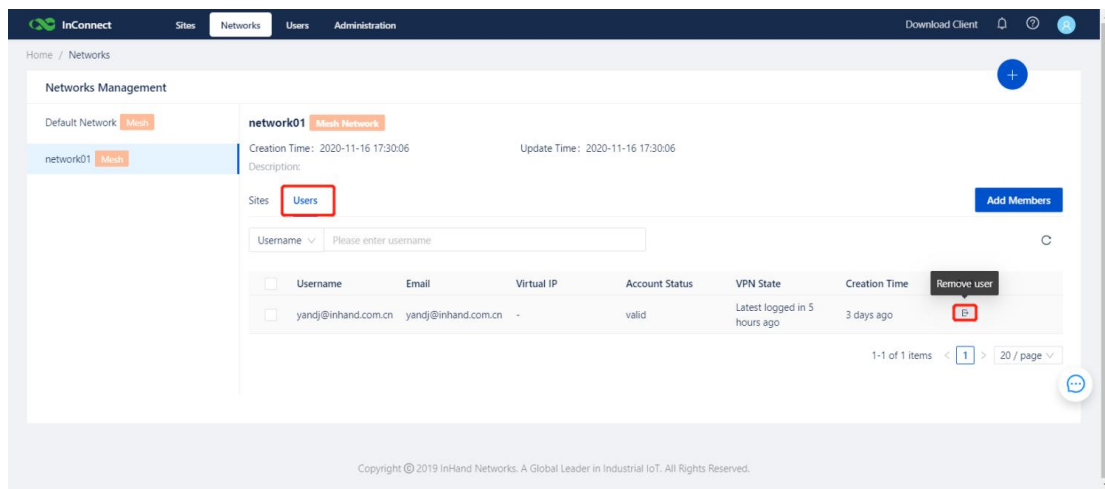 InConnect Sites Networks Users Administration Download Client
Home / Networks
Networks Management
Default Network Mesh
network01 Mesh
network01 Mesh Network
Creation Time: 2020-11-16 17:30:06 Update Time: 2020-11-16 17:30:06
Description:
Sites Users Add Members
Username Please enter username
Remove user
Username Email Virtual IP Account Status VPN State Creation Time
yandj@inhand.com.cn yandj@inhand.com.cn - valid Latest logged in 5 3 days ago
hours ago
1-1 of 1 items < 1 > 20 / page
Copyright © 2019 InHand Networks. A Global Leader in Industrial IoT. All Rights Reserved.